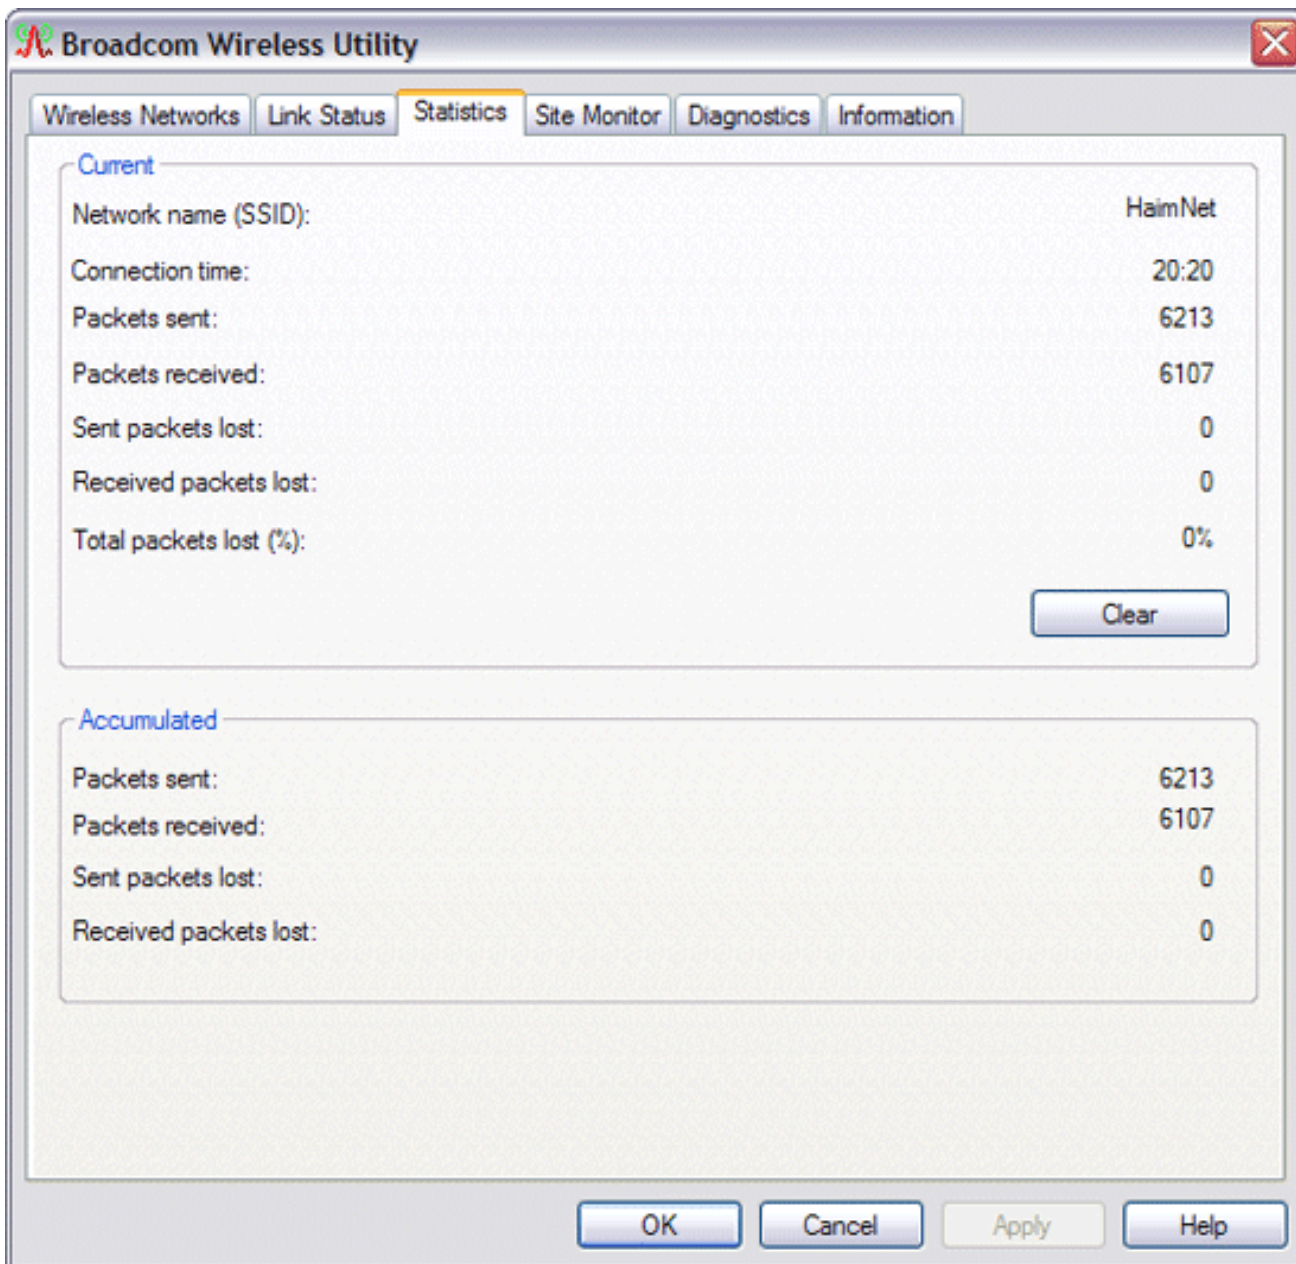 Broadcom Wireless Utility
Wireless Networks Link Status Statistics Site Monitor Diagnostics Information
Current
Network name (SSID): HaimNet
Connection time: 20:20
Packets sent: 6213
Packets received: 6107
Sent packets lost: 0
Received packets lost: 0
Total packets lost (%): 0%
Clear
Accumulated
Packets sent: 6213
Packets received: 6107
Sent packets lost: 0
Received packets lost: 0
OK Cancel Apply Help